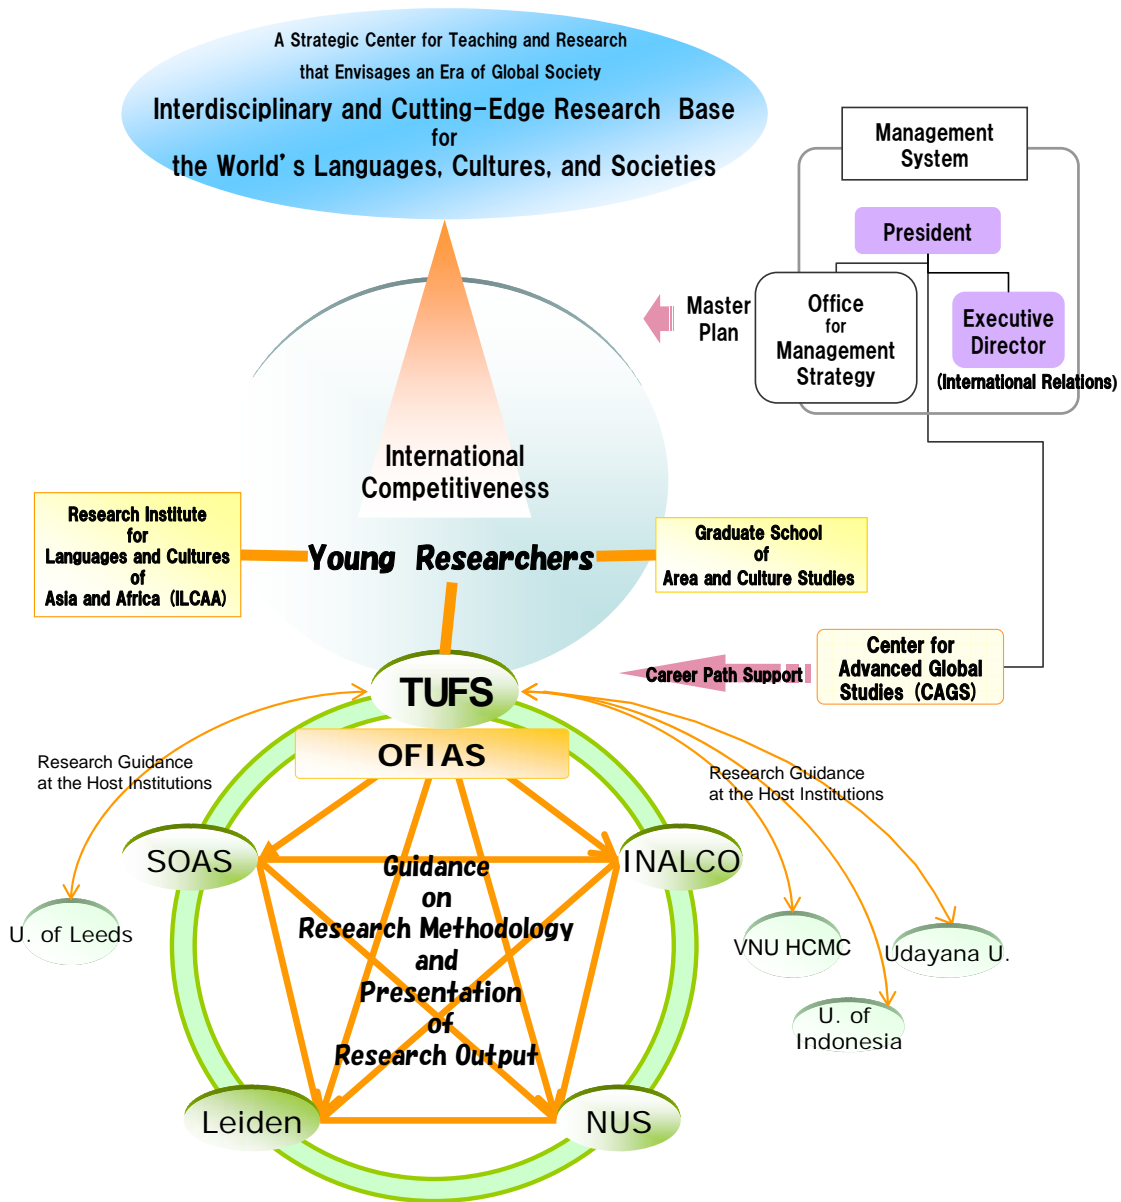 A Strategic Center for Teaching and Research
that Envisages an Era of Global Society
Interdisciplinary and Cutting-Edge Research Base
for
the World's Languages, Cultures, and Societies
Management
System
President
Office
for
Management
Strategy
Executive
Director
(International Relations)
Master
Plan
International
Competitiveness
Research Institute
for
Languages and Cultures
of
Asia and Africa (ILCAA)
Young Researchers
Graduate School
of
Area and Culture Studies
Center for
Advanced Global
Studies (CAGS)
Career Path Support
TUFS
OFIAS
Research Guidance
at the Host Institutions
Research Guidance
at the Host Institutions
SOAS
INALCO
Guidance
on
Research Methodology
and
Presentation
of
Research Output
U. of Leeds
VNU HCMC
Udayana U.
U. of
Indonesia
Leiden
NUS